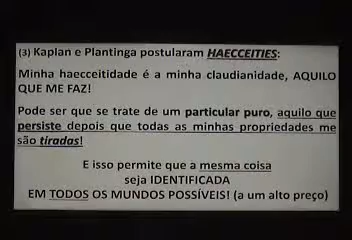 (3) Kaplan e Plantinga postularam HAECCEITIES:
Minha haecceitidade é a minha claudianidade, AQUILO
QUE ME FAZ!
Pode ser que se trate de um particular puro, aquilo que
persiste depois que todas as minhas propriedades me
são tiradas!
E isso permite que a mesma coisa
seja IDENTIFICADA
EM TODOS OS MUNDOS POSSÍVEIS! (a um alto preço)